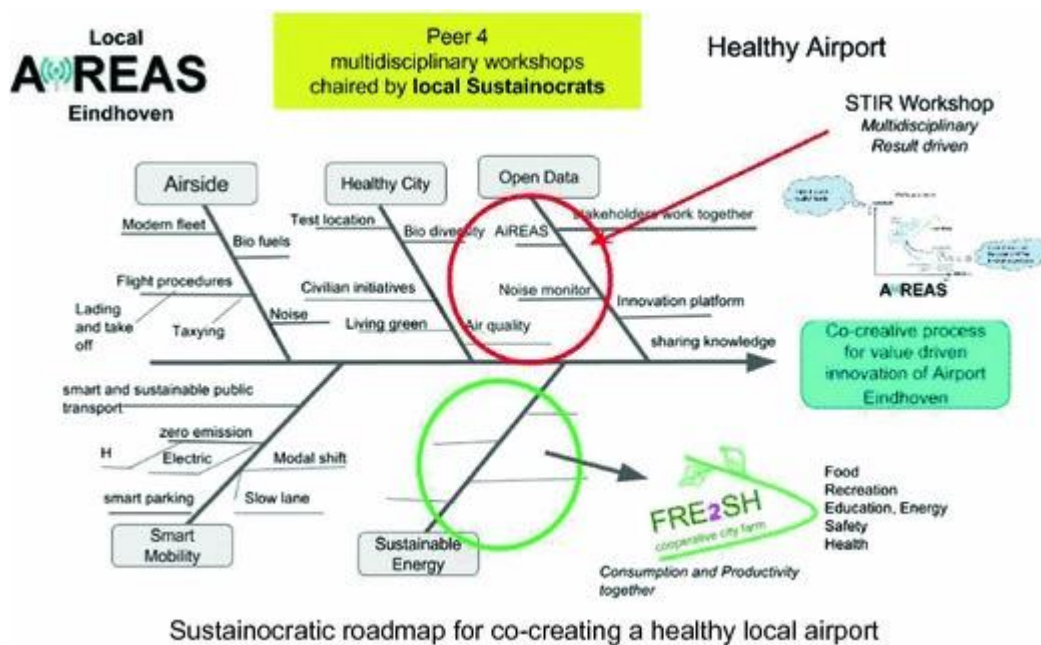 Local
AiREAS
Eindhoven
Peer 4
multidisciplinary workshops
chaired by local Sustainocrats
Healthy Airport
STIR Workshop
Multidisciplinary
Result driven
Airside
Healthy City
Open Data
Modern fleet
Bio fuels
Flight procedures
Lading
and take
off
Taxying
Noise
Test location
Bio diversity
Civilian initiatives
Living green
Air quality
AiREAS
stakeholders work together
Noise monitor
Innovation platform
sharing knowledge
AiREAS
Co-creative process
for value driven
innovation of Airport
Eindhoven
smart and sustainable public
transport
zero emission
H
Electric
Modal shift
smart parking
Slow lane
Smart
Mobility
Sustainable
Energy
FRE2SH
cooperative city farm
Consumption and Productivity
together
Food
Recreation
Education, Energy
Safety
Health
Sustainocratic roadmap for co-creating a healthy local airport